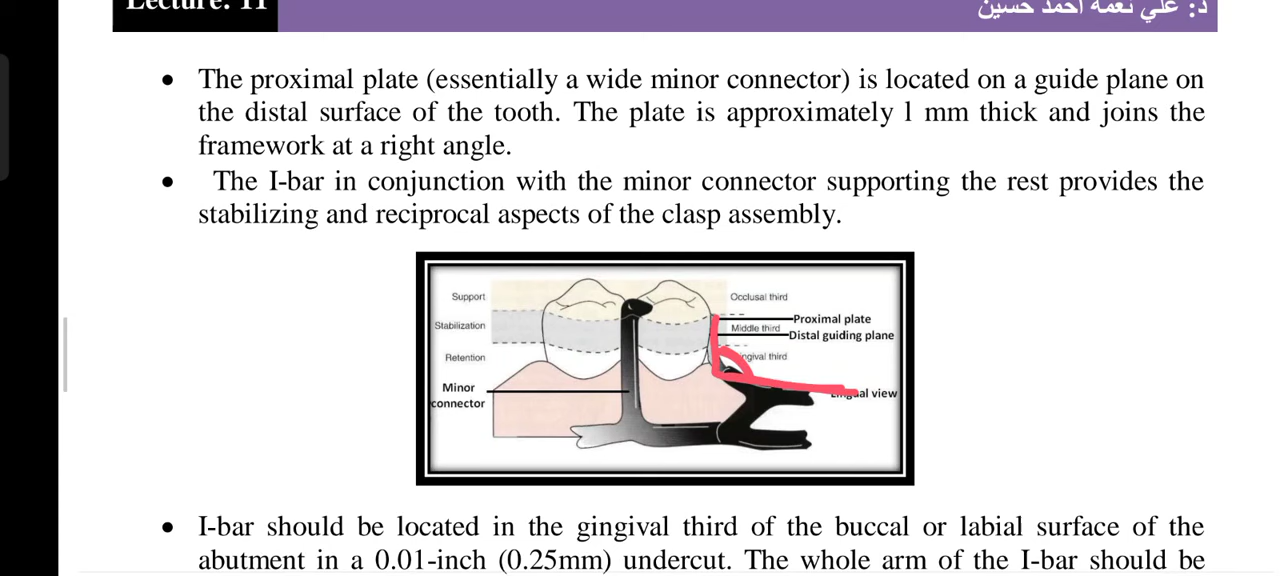 Lecture: 11
د: علي نعمة احمد حسين
• The proximal plate (essentially a wide minor connector) is located on a guide plane on
the distal surface of the tooth. The plate is approximately 1 mm thick and joins the
framework at a right angle.
• The I-bar in conjunction with the minor connector supporting the rest provides the
stabilizing and reciprocal aspects of the clasp assembly.
Support
Occlusal third
Proximal plate
Stabilization
Middle third
Distal guiding plane
Retention
third
Minor
connector
view
• I-bar should be located in the gingival third of the buccal or labial surface of the
abutment in a 0.01-inch (0.25mm) undercut. The whole arm of the I-bar should be